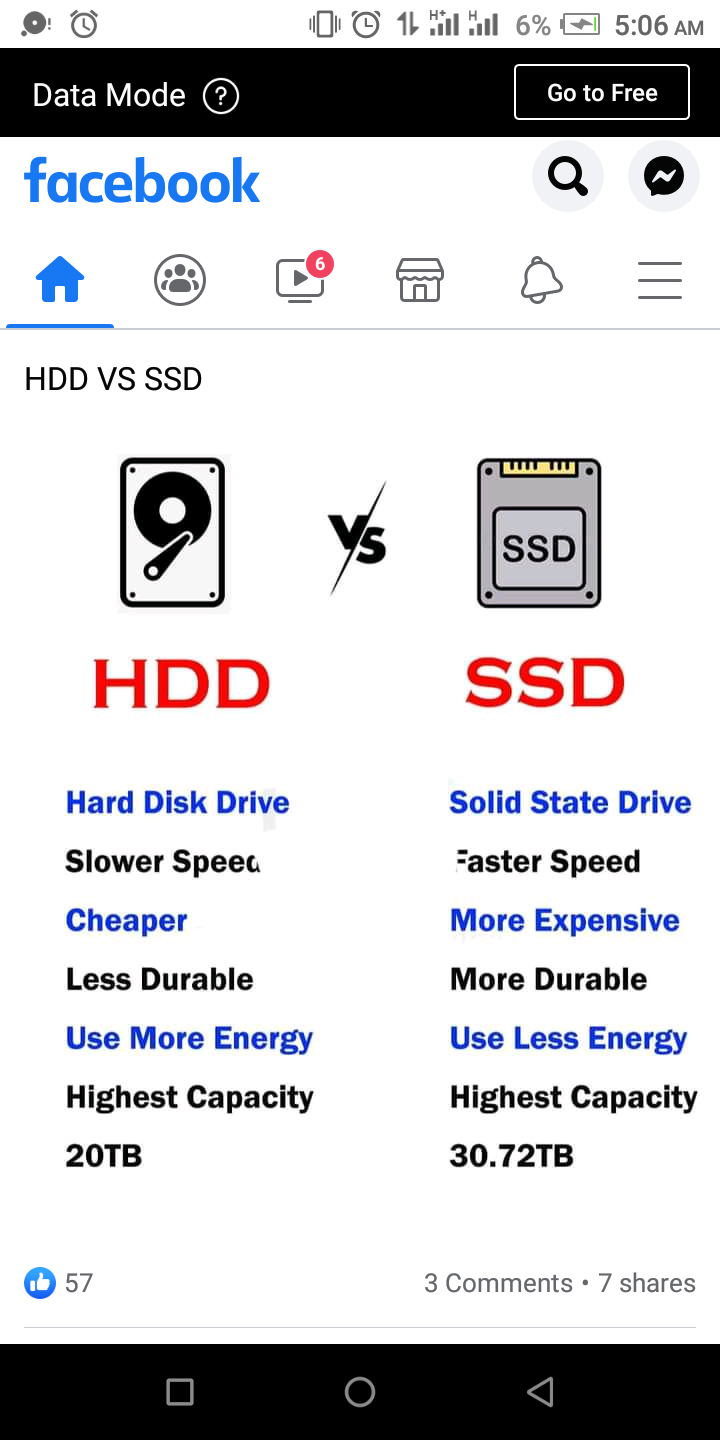 H+ H 6% 5:06 AM
Data Mode ? Go to Free
facebook
6
HDD VS SSD
VS SSD
HDD SSD
Hard Disk Drive Solid State Drive
Slower Speed Faster Speed
Cheaper More Expensive
Less Durable More Durable
Use More Energy Use Less Energy
Highest Capacity Highest Capacity
20TB 30.72TB
57 3 Comments • 7 shares